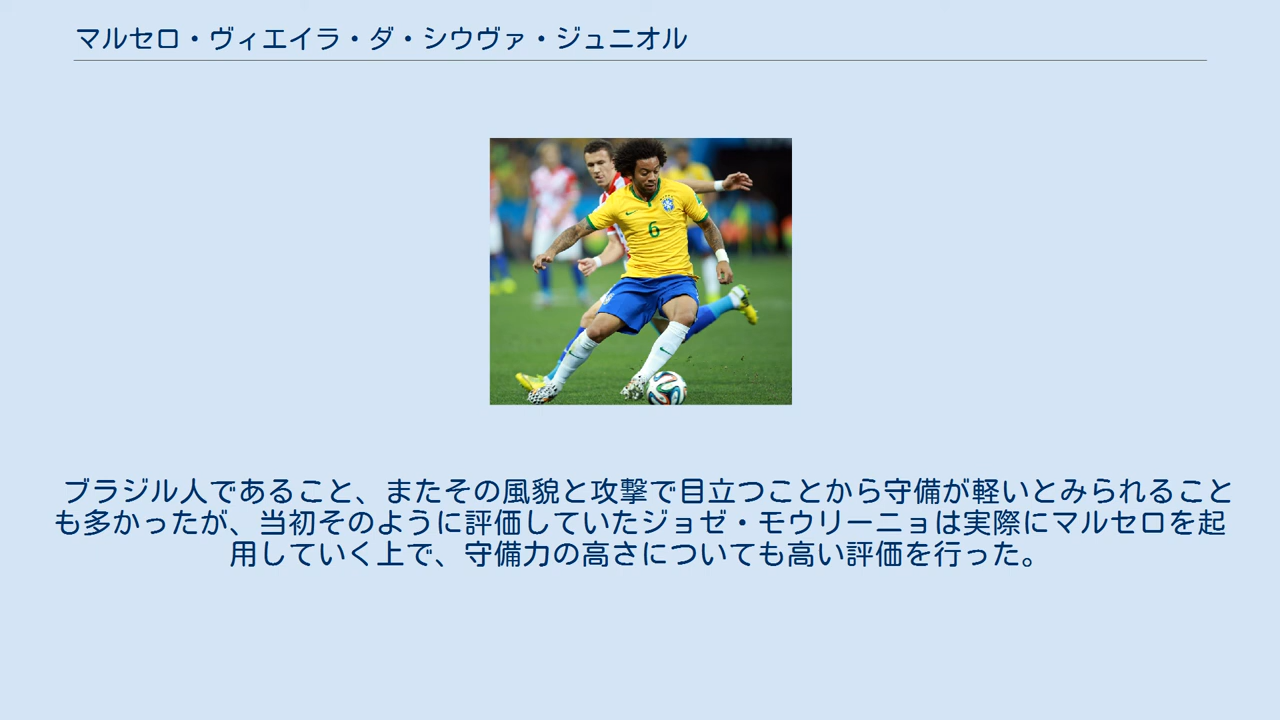 マルセロ・ヴィエイラ・ダ・シウヴァ・ジュニオル
6
ブラジル人であること、またその風貌と攻撃で目立つことから守備が軽いとみられること
も多かったが、当初そのように評価していたジョゼ・モウリーニョは実際にマルセロを起
用していく上で、守備力の高さについても高い評価を行った。